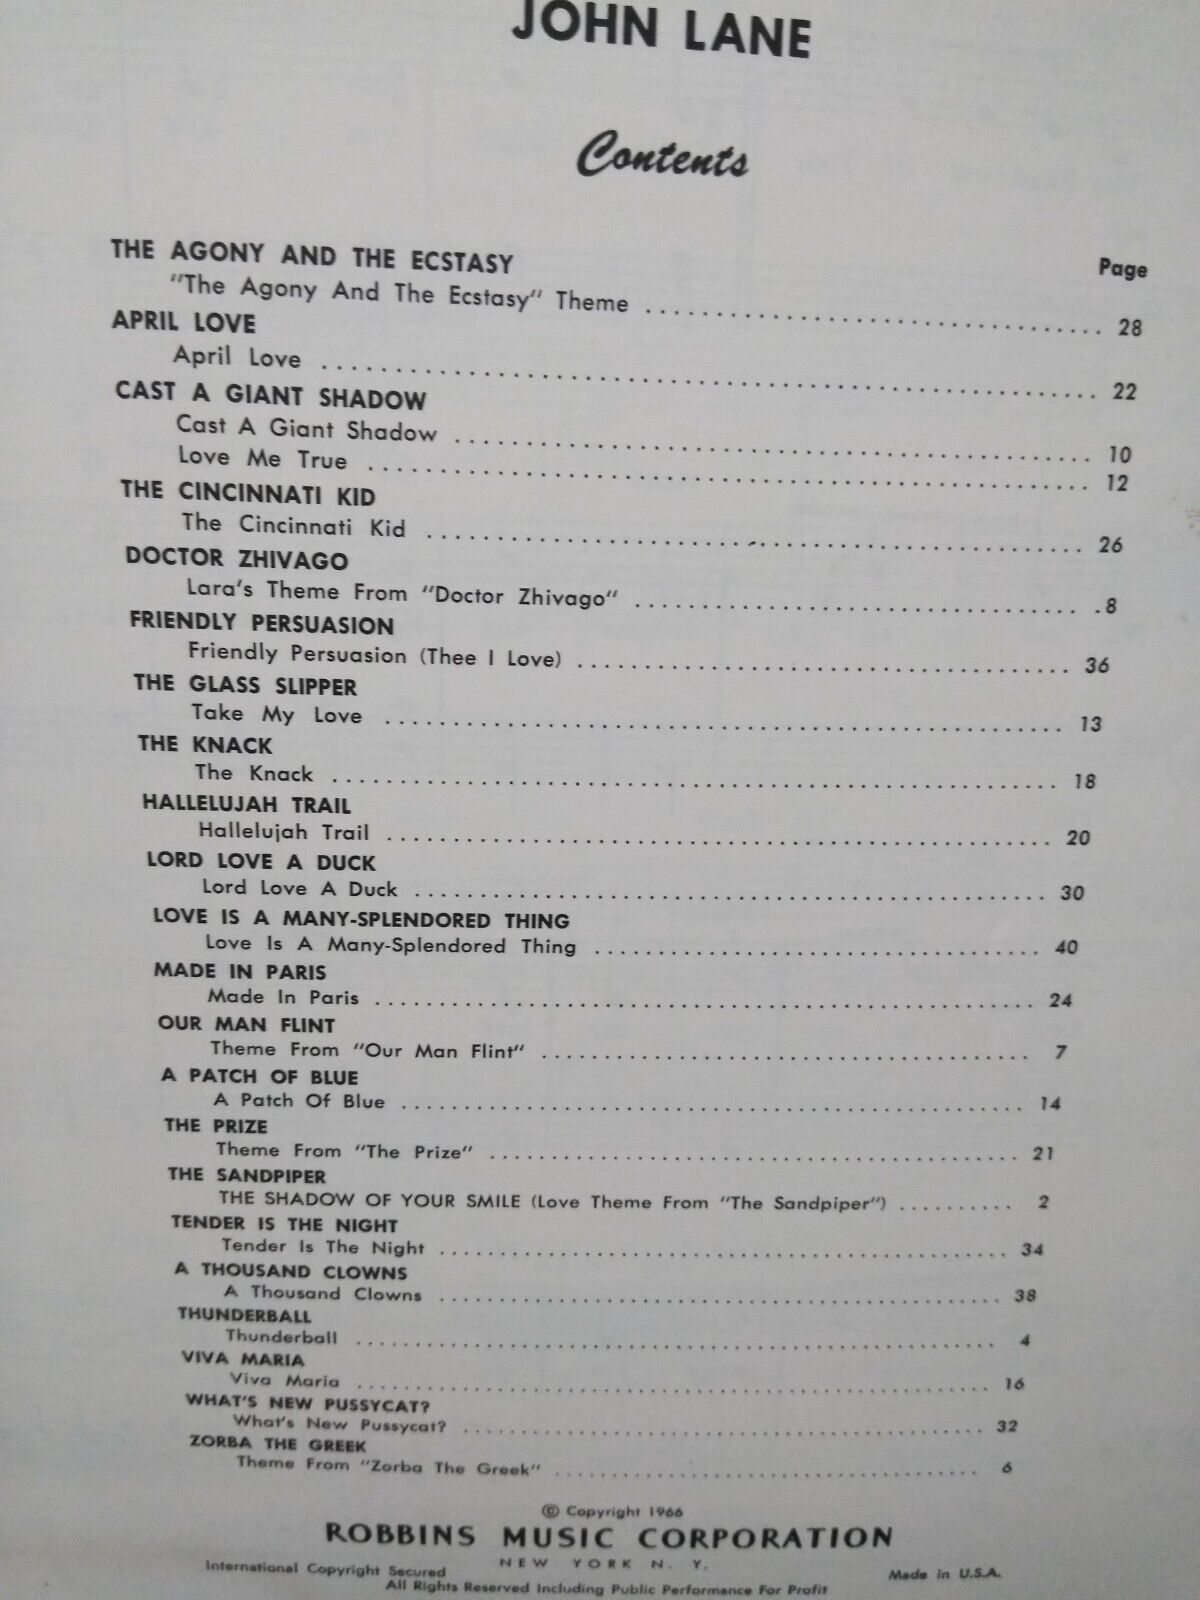 JOHN LANE
Contents
Page
THE AGONY AND THE ECSTASY
"The Agony And The Ecstasy" Theme . . . . . . . . . . . . . . . . . . . . 28
APRIL LOVE
April Love . . . . . . . . . . . . . . . . . . . . 22
CAST A GIANT SHADOW
Cast A Giant Shadow . . . . . . . . . . . . . . . . . . . . 10
Love Me True . . . . . . . . . . . . . . . . . . . . 12
THE CINCINNATI KID
The Cincinnati Kid . . . . . . . . . . . . . . . . . . . . 26
DOCTOR ZHIVAGO
Lara's Theme From "Doctor Zhivago" . . . . . . . . . . . . . . . . . . . . 8
FRIENDLY PERSUASION
Friendly Persuasion (Thee I Love) . . . . . . . . . . . . . . . . . . . . 36
THE GLASS SLIPPER
Take My Love . . . . . . . . . . . . . . . . . . . . 13
THE KNACK
The Knack . . . . . . . . . . . . . . . . . . . . 18
HALLELUJAH TRAIL
Hallelujah Trail . . . . . . . . . . . . . . . . . . . . 20
LORD LOVE A DUCK
Lord Love A Duck . . . . . . . . . . . . . . . . . . . . 30
LOVE IS A MANY-SPLENDORED THING
Love Is A Many-Splendored Thing . . . . . . . . . . . . . . . . . . . . 40
MADE IN PARIS
Made In Paris . . . . . . . . . . . . . . . . . . . . 24
OUR MAN FLINT
Theme From "Our Man Flint" . . . . . . . . . . . . . . . . . . . . 7
A PATCH OF BLUE
A Patch Of Blue . . . . . . . . . . . . . . . . . . . . 14
THE PRIZE
Theme From "The Prize" . . . . . . . . . . . . . . . . . . . . 21
THE SANDPIPER
THE SHADOW OF YOUR SMILE (Love Theme From "The Sandpiper") . . . . . . . . . . 2
TENDER IS THE NIGHT
Tender Is The Night . . . . . . . . . . . . . . . . . . . . 34
A THOUSAND CLOWNS
A Thousand Clowns . . . . . . . . . . . . . . . . . . . . 38
THUNDERBALL
Thunderball . . . . . . . . . . . . . . . . . . . . 4
VIVA MARIA
Viva Maria . . . . . . . . . . . . . . . . . . . . 16
WHAT'S NEW PUSSYCAT?
What's New Pussycat? . . . . . . . . . . . . . . . . . . . . 32
ZORBA THE GREEK
Theme From "Zorba The Greek" . . . . . . . . . . . . . . . . . . . . 6
© Copyright 1966
ROBBINS MUSIC CORPORATION
NEW YORK N. Y.
International Copyright Secured
Made in U.S.A.
All Rights Reserved Including Public Performance For Profit